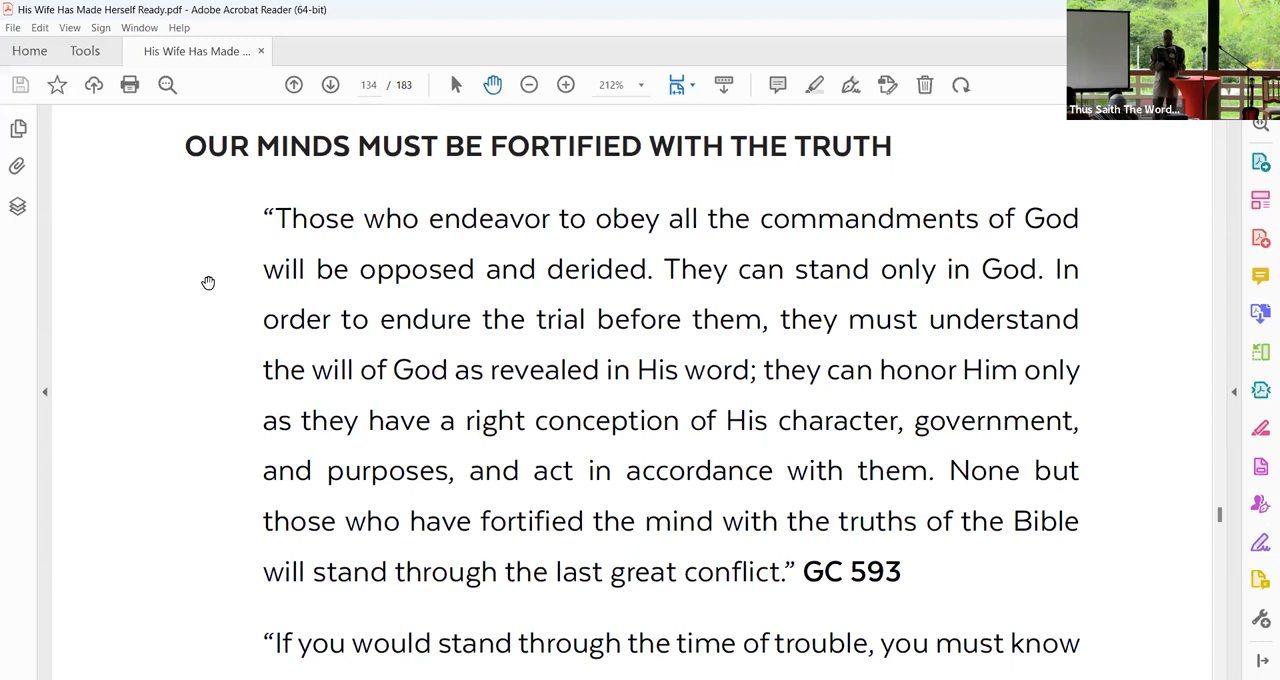 His Wife Has Made Herself Ready.pdf - Adobe Acrobat Reader (64-bit)
File Edit View Sign Window Help
Home Tools His Wife Has Made ... ×
134 / 183 212%
Thus Saith The Word...
OUR MINDS MUST BE FORTIFIED WITH THE TRUTH
“Those who endeavor to obey all the commandments of God
will be opposed and derided. They can stand only in God. In
order to endure the trial before them, they must understand
the will of God as revealed in His word; they can honor Him only
as they have a right conception of His character, government,
and purposes, and act in accordance with them. None but
those who have fortified the mind with the truths of the Bible
will stand through the last great conflict.” GC 593
“If you would stand through the time of trouble, you must know